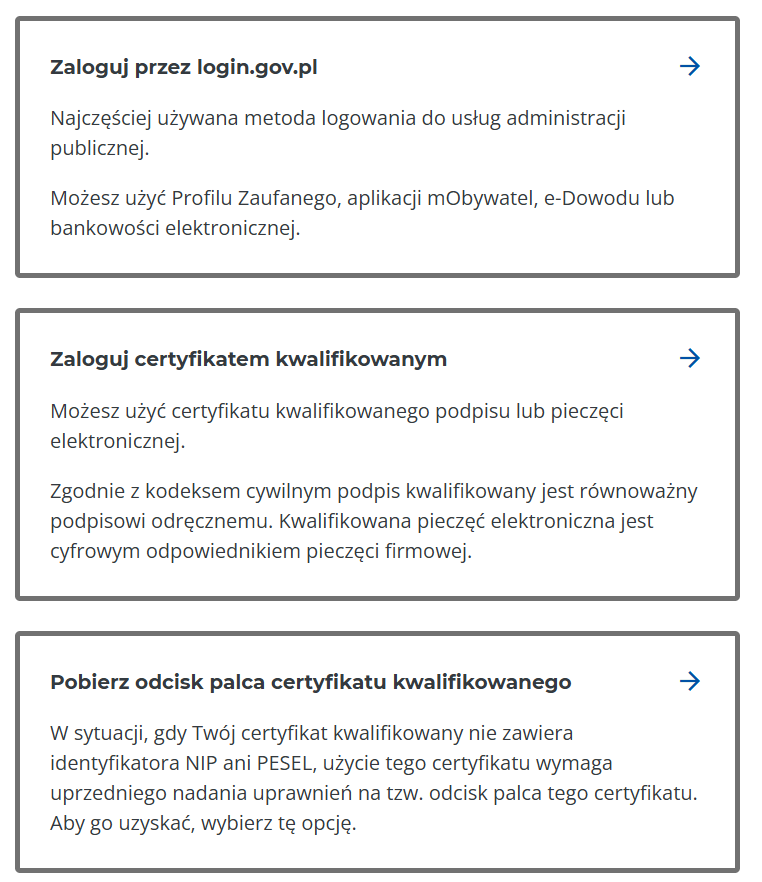 Zaloguj przez login.gov.pl
Najczęściej używana metoda logowania do usług administracji
publicznej.
Możesz użyć Profilu Zaufanego, aplikacji mObywatel, e-Dowodu lub
bankowości elektronicznej.
Zaloguj certyfikatem kwalifikowanym
Możesz użyć certyfikatu kwalifikowanego podpisu lub pieczęci
elektronicznej.
Zgodnie z kodeksem cywilnym podpis kwalifikowany jest równoważny
podpisowi odręcznemu. Kwalifikowana pieczęć elektroniczna jest
cyfrowym odpowiednikiem pieczęci firmowej.
Pobierz odcisk palca certyfikatu kwalifikowanego
W sytuacji, gdy Twój certyfikat kwalifikowany nie zawiera
identyfikatora NIP ani PESEL, użycie tego certyfikatu wymaga
uprzedniego nadania uprawnień na tzw. odcisk palca tego certyfikatu.
Aby go uzyskać, wybierz tę opcję.